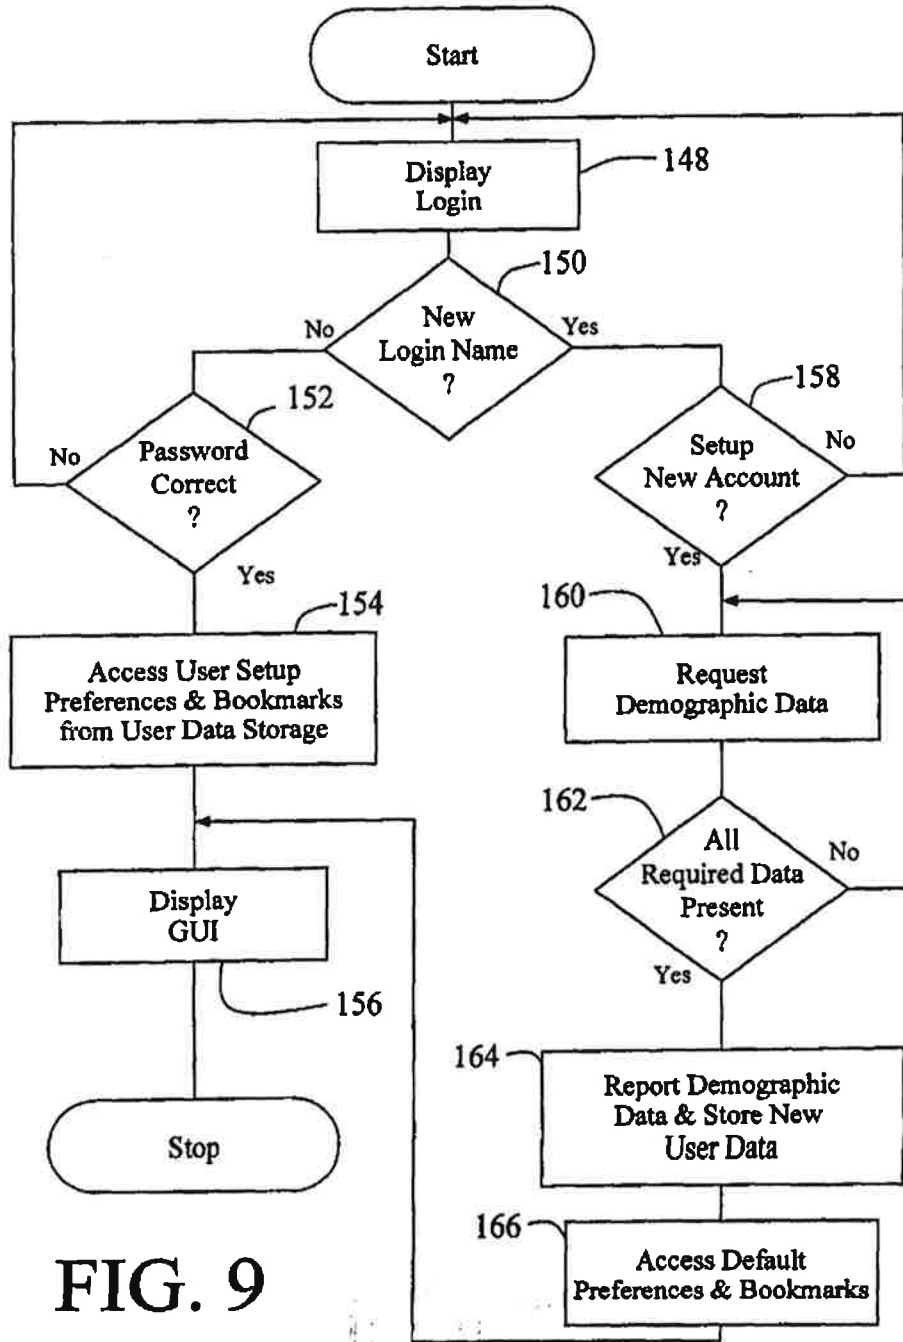 Start
148
Display
Login
150
New
Login Name
?
No
Yes
152
158
Password
Correct
?
No
Yes
Setup
New Account
?
No
Yes
154
Access User Setup
Preferences & Bookmarks
from User Data Storage
160
Request
Demographic Data
162
All
Required Data
Present
?
No
Yes
Display
GUI
156
164
Report Demographic
Data & Store New
User Data
Stop
166
Access Default
Preferences & Bookmarks
FIG. 9